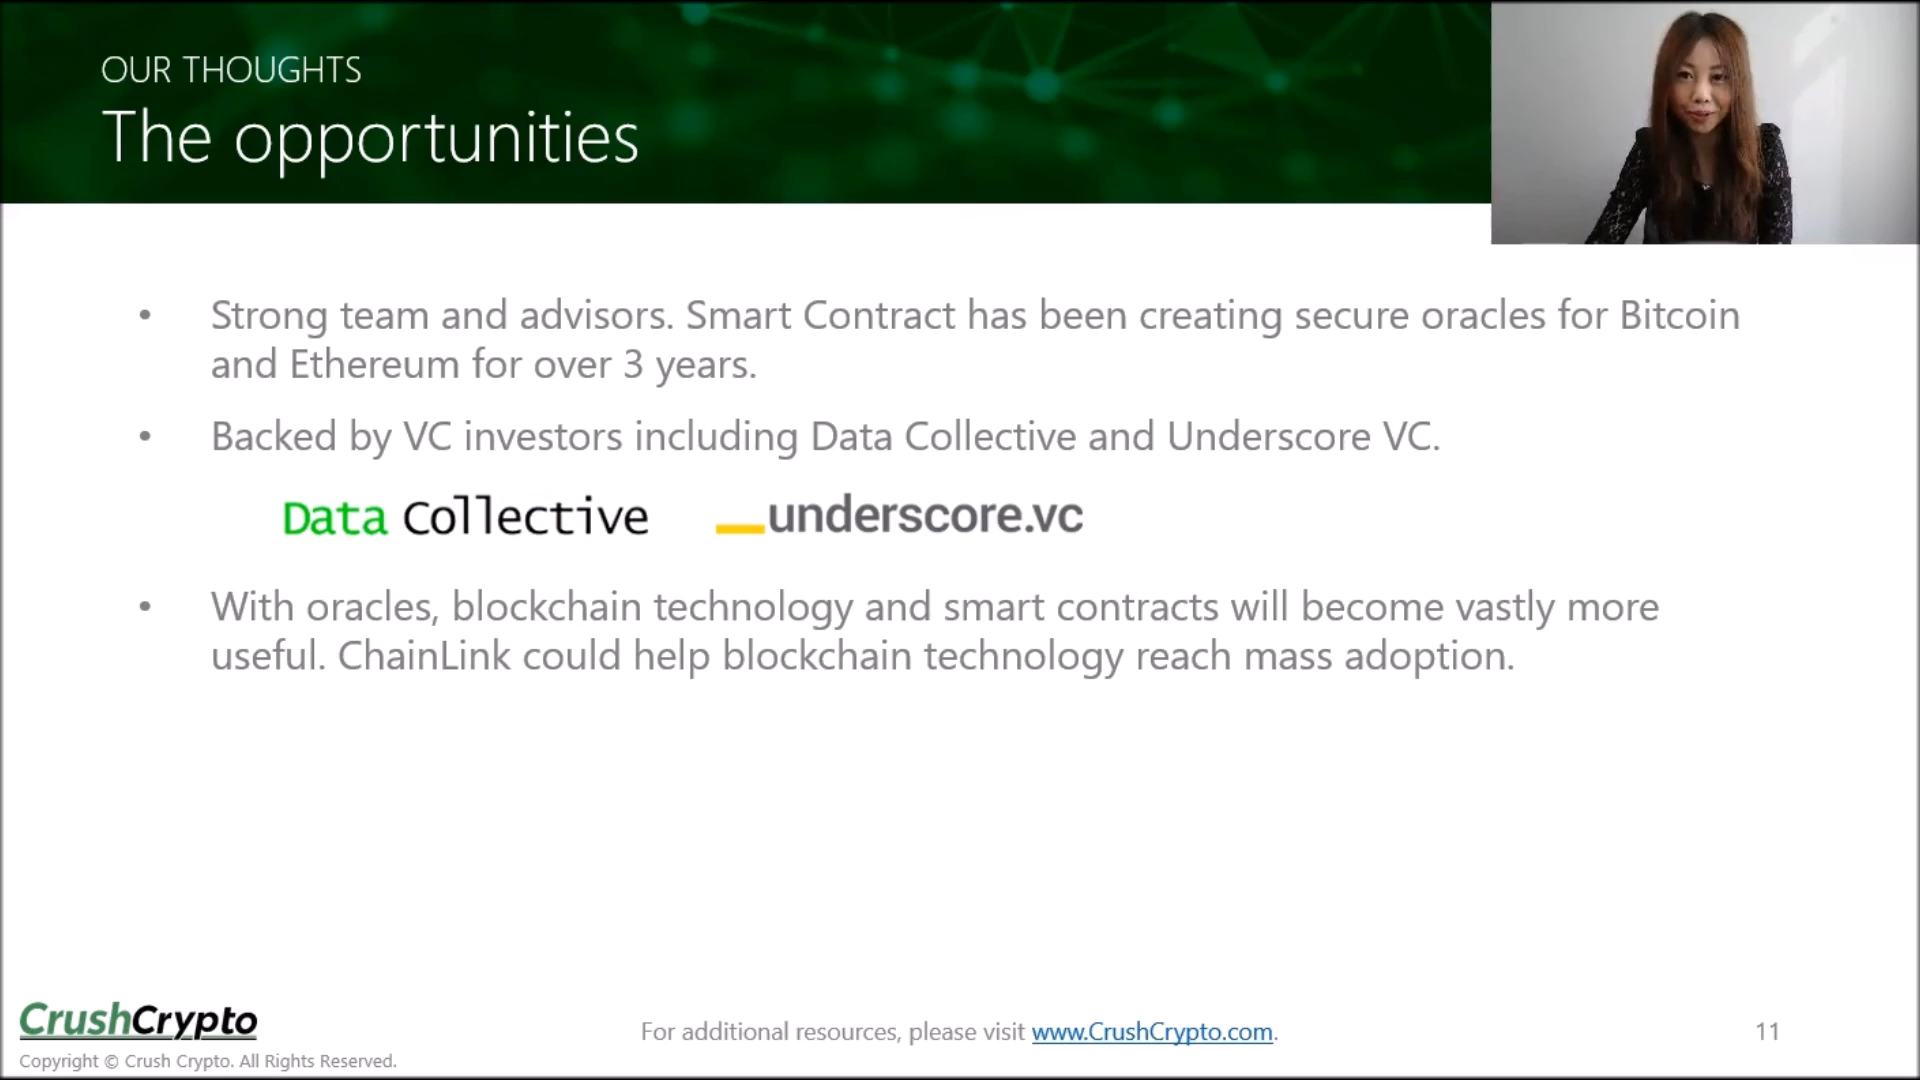 OUR THOUGHTS
The opportunities
• Strong team and advisors. Smart Contract has been creating secure oracles for Bitcoin
and Ethereum for over 3 years.
• Backed by VC investors including Data Collective and Underscore VC.
Data Collective
_underscore.vc
• With oracles, blockchain technology and smart contracts will become vastly more
useful. ChainLink could help blockchain technology reach mass adoption.
CrushCrypto
Copyright © Crush Crypto. All Rights Reserved.
For additional resources, please visit www.CrushCrypto.com.
11